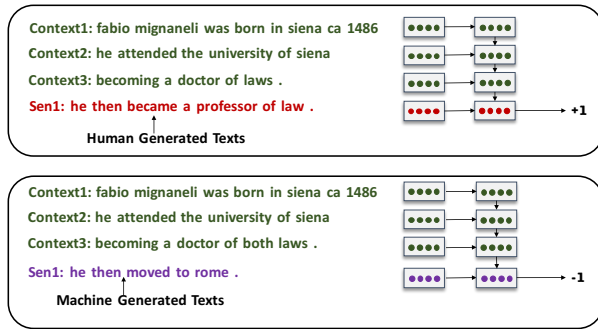 Context1: fabio mignaneli was born in siena ca 1486
Context2: he attended the university of siena
Context3: becoming a doctor of laws .
Sen1: he then became a professor of law .
+1
Human Generated Texts
Context1: fabio mignaneli was born in siena ca 1486
Context2: he attended the university of siena
Context3: becoming a doctor of both laws .
Sen1: he then moved to rome .
-1
Machine Generated Texts